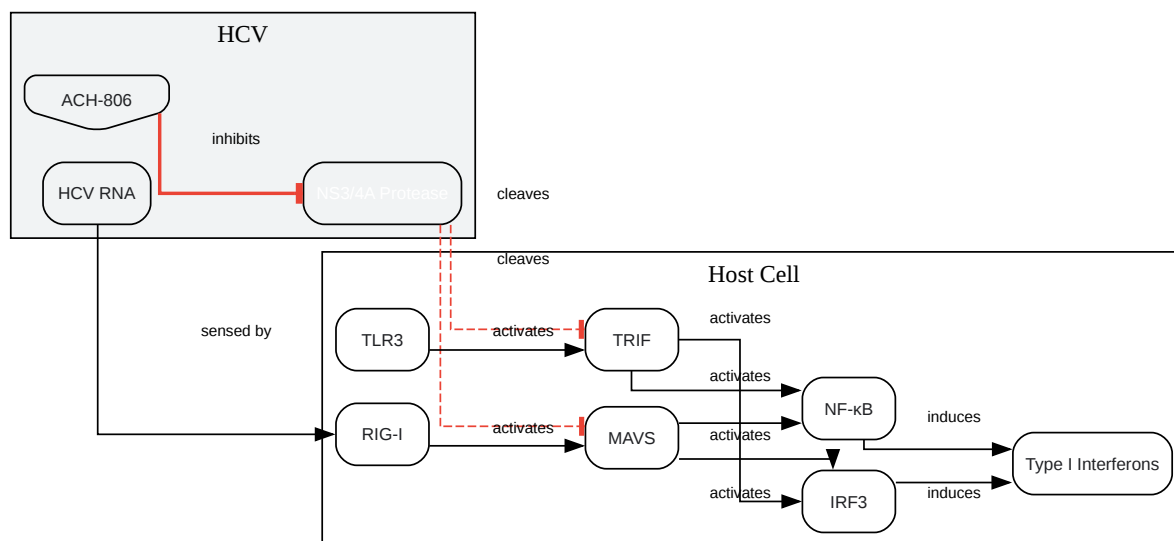 HCV
ACH-806
inhibits
HCV RNA
NS3/4A Protease
cleaves
cleaves
Host Cell
sensed by
TLR3
activates
TRIF
activates
activates
RIG-I
activates
MAVS
activates
NF-κB
induces
Type I Interferons
activates
IRF3
induces